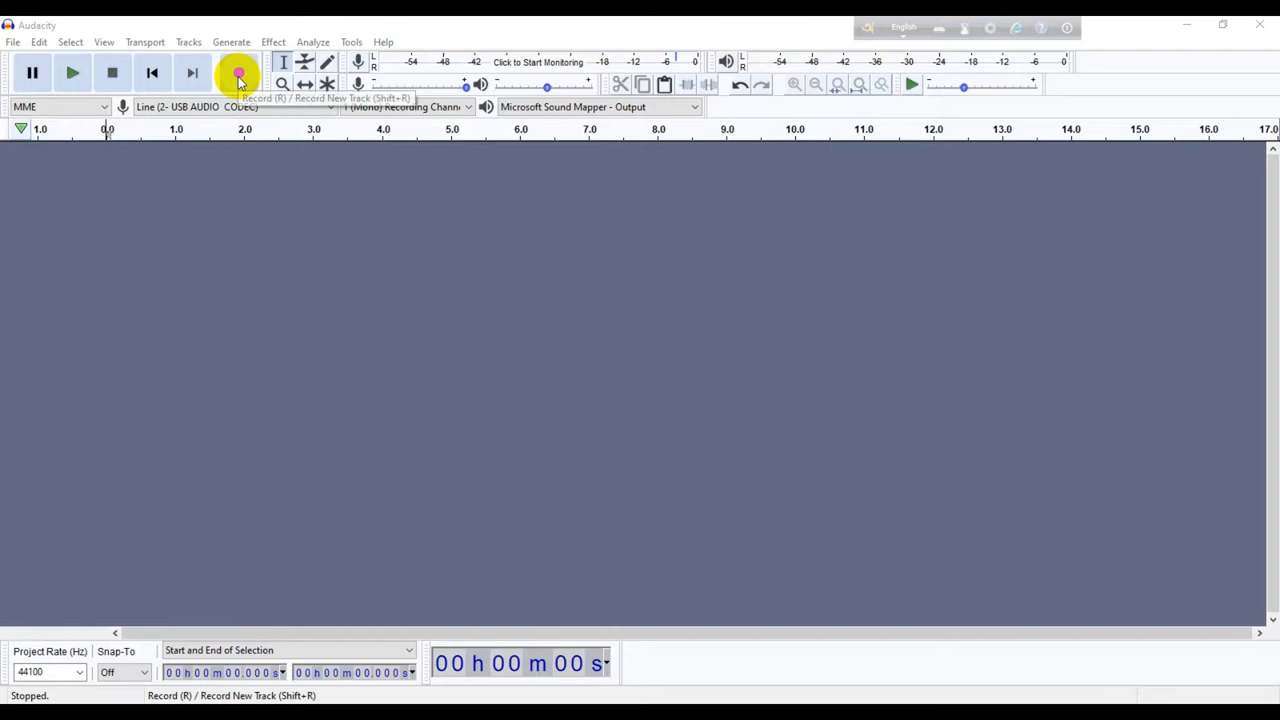 Audacity
English
File Edit Select View Transport Tracks Generate Effect Analyze Tools Help
L R -54 -48 -42 Click to Start Monitoring -18 -12 -6 0
L R -54 -48 -42 -36 -30 -24 -18 -12 -6 0
Record (R) / Record New Track (Shift+R)
MME Line (2- USB AUDIO CODEC) 1 (Mono) Recording Chann Microsoft Sound Mapper - Output
1.0 0.0 1.0 2.0 3.0 4.0 5.0 6.0 7.0 8.0 9.0 10.0 11.0 12.0 13.0 14.0 15.0 16.0 17.0
Project Rate (Hz) Snap-To Start and End of Selection
44100 Off 00 h 00 m 00.000 s 00 h 00 m 00.000 s 00 h 00 m 00 s
Stopped. Record (R) / Record New Track (Shift+R)